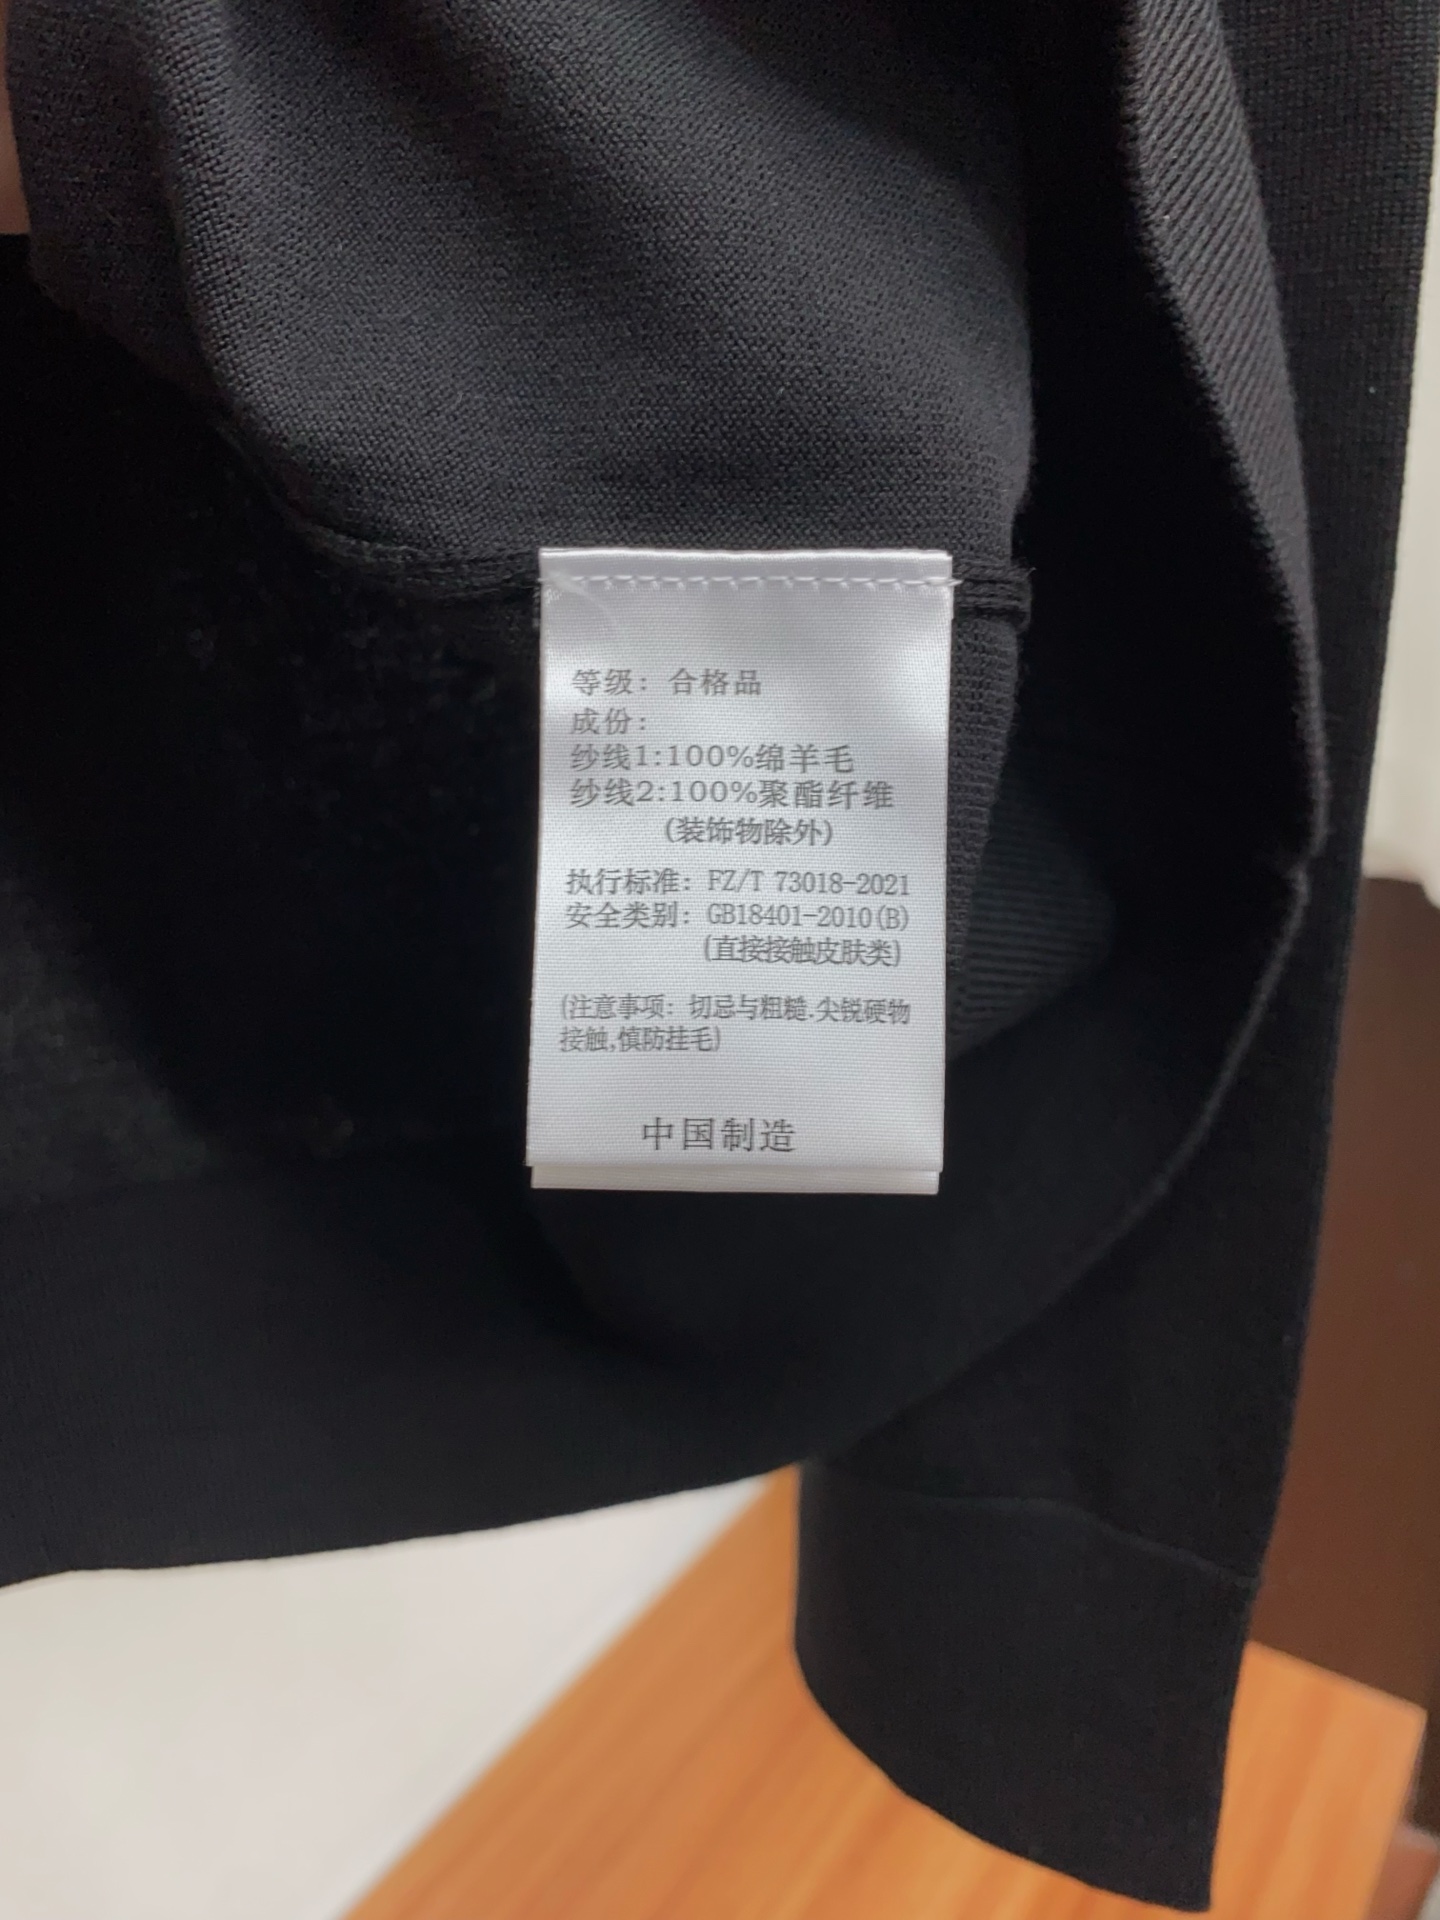 等级：合格品
成份：
纱线1:100%绵羊毛
纱线2:100%聚酯纤维
(装饰物除外)
执行标准：FZ/T 73018-2021
安全类别：GB18401-2010(B)
(直接接触皮肤类)
(注意事项：切忌与粗糙.尖锐硬物
接触,慎防挂毛)
中国制造